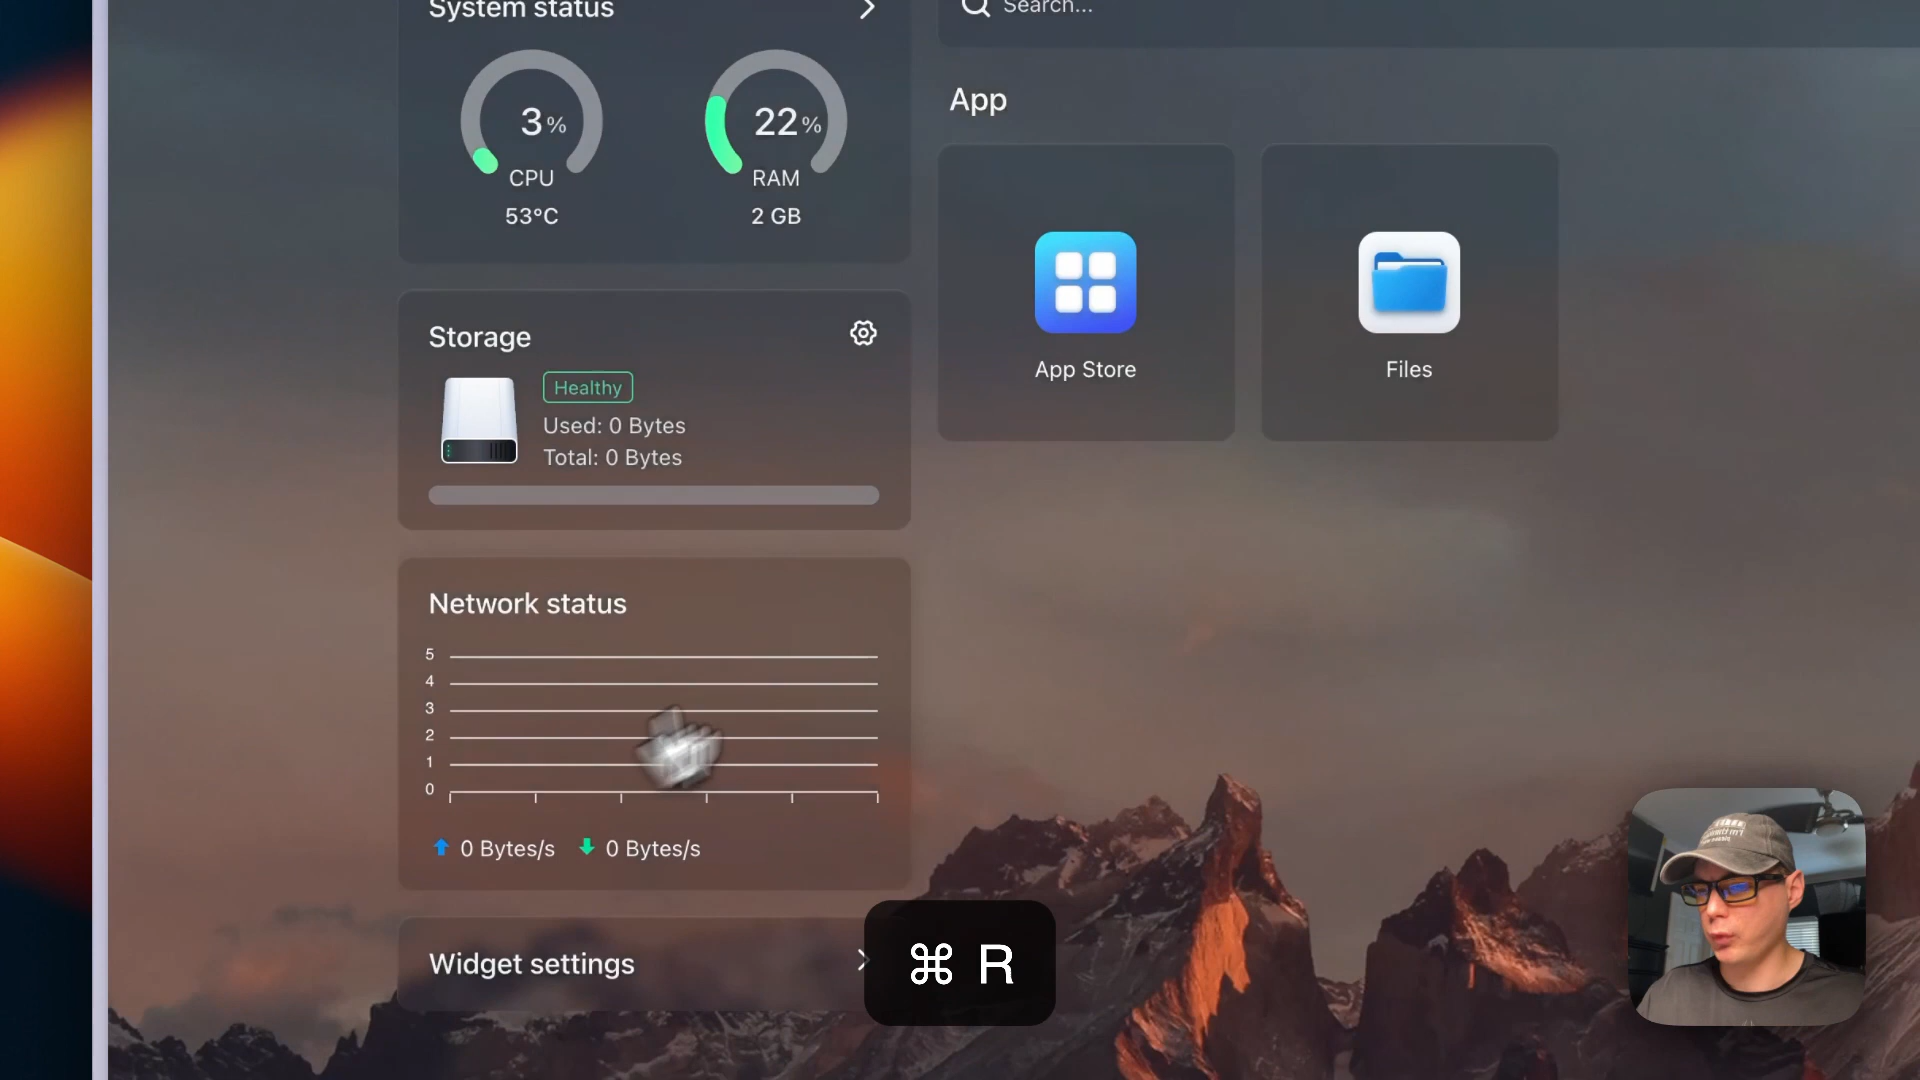 System status
Search...
3%
CPU
53°C
22%
RAM
2 GB
App
App Store
Files
Storage
Healthy
Used: 0 Bytes
Total: 0 Bytes
Network status
5
4
3
2
1
0
0 Bytes/s
0 Bytes/s
Widget settings
⌘ R